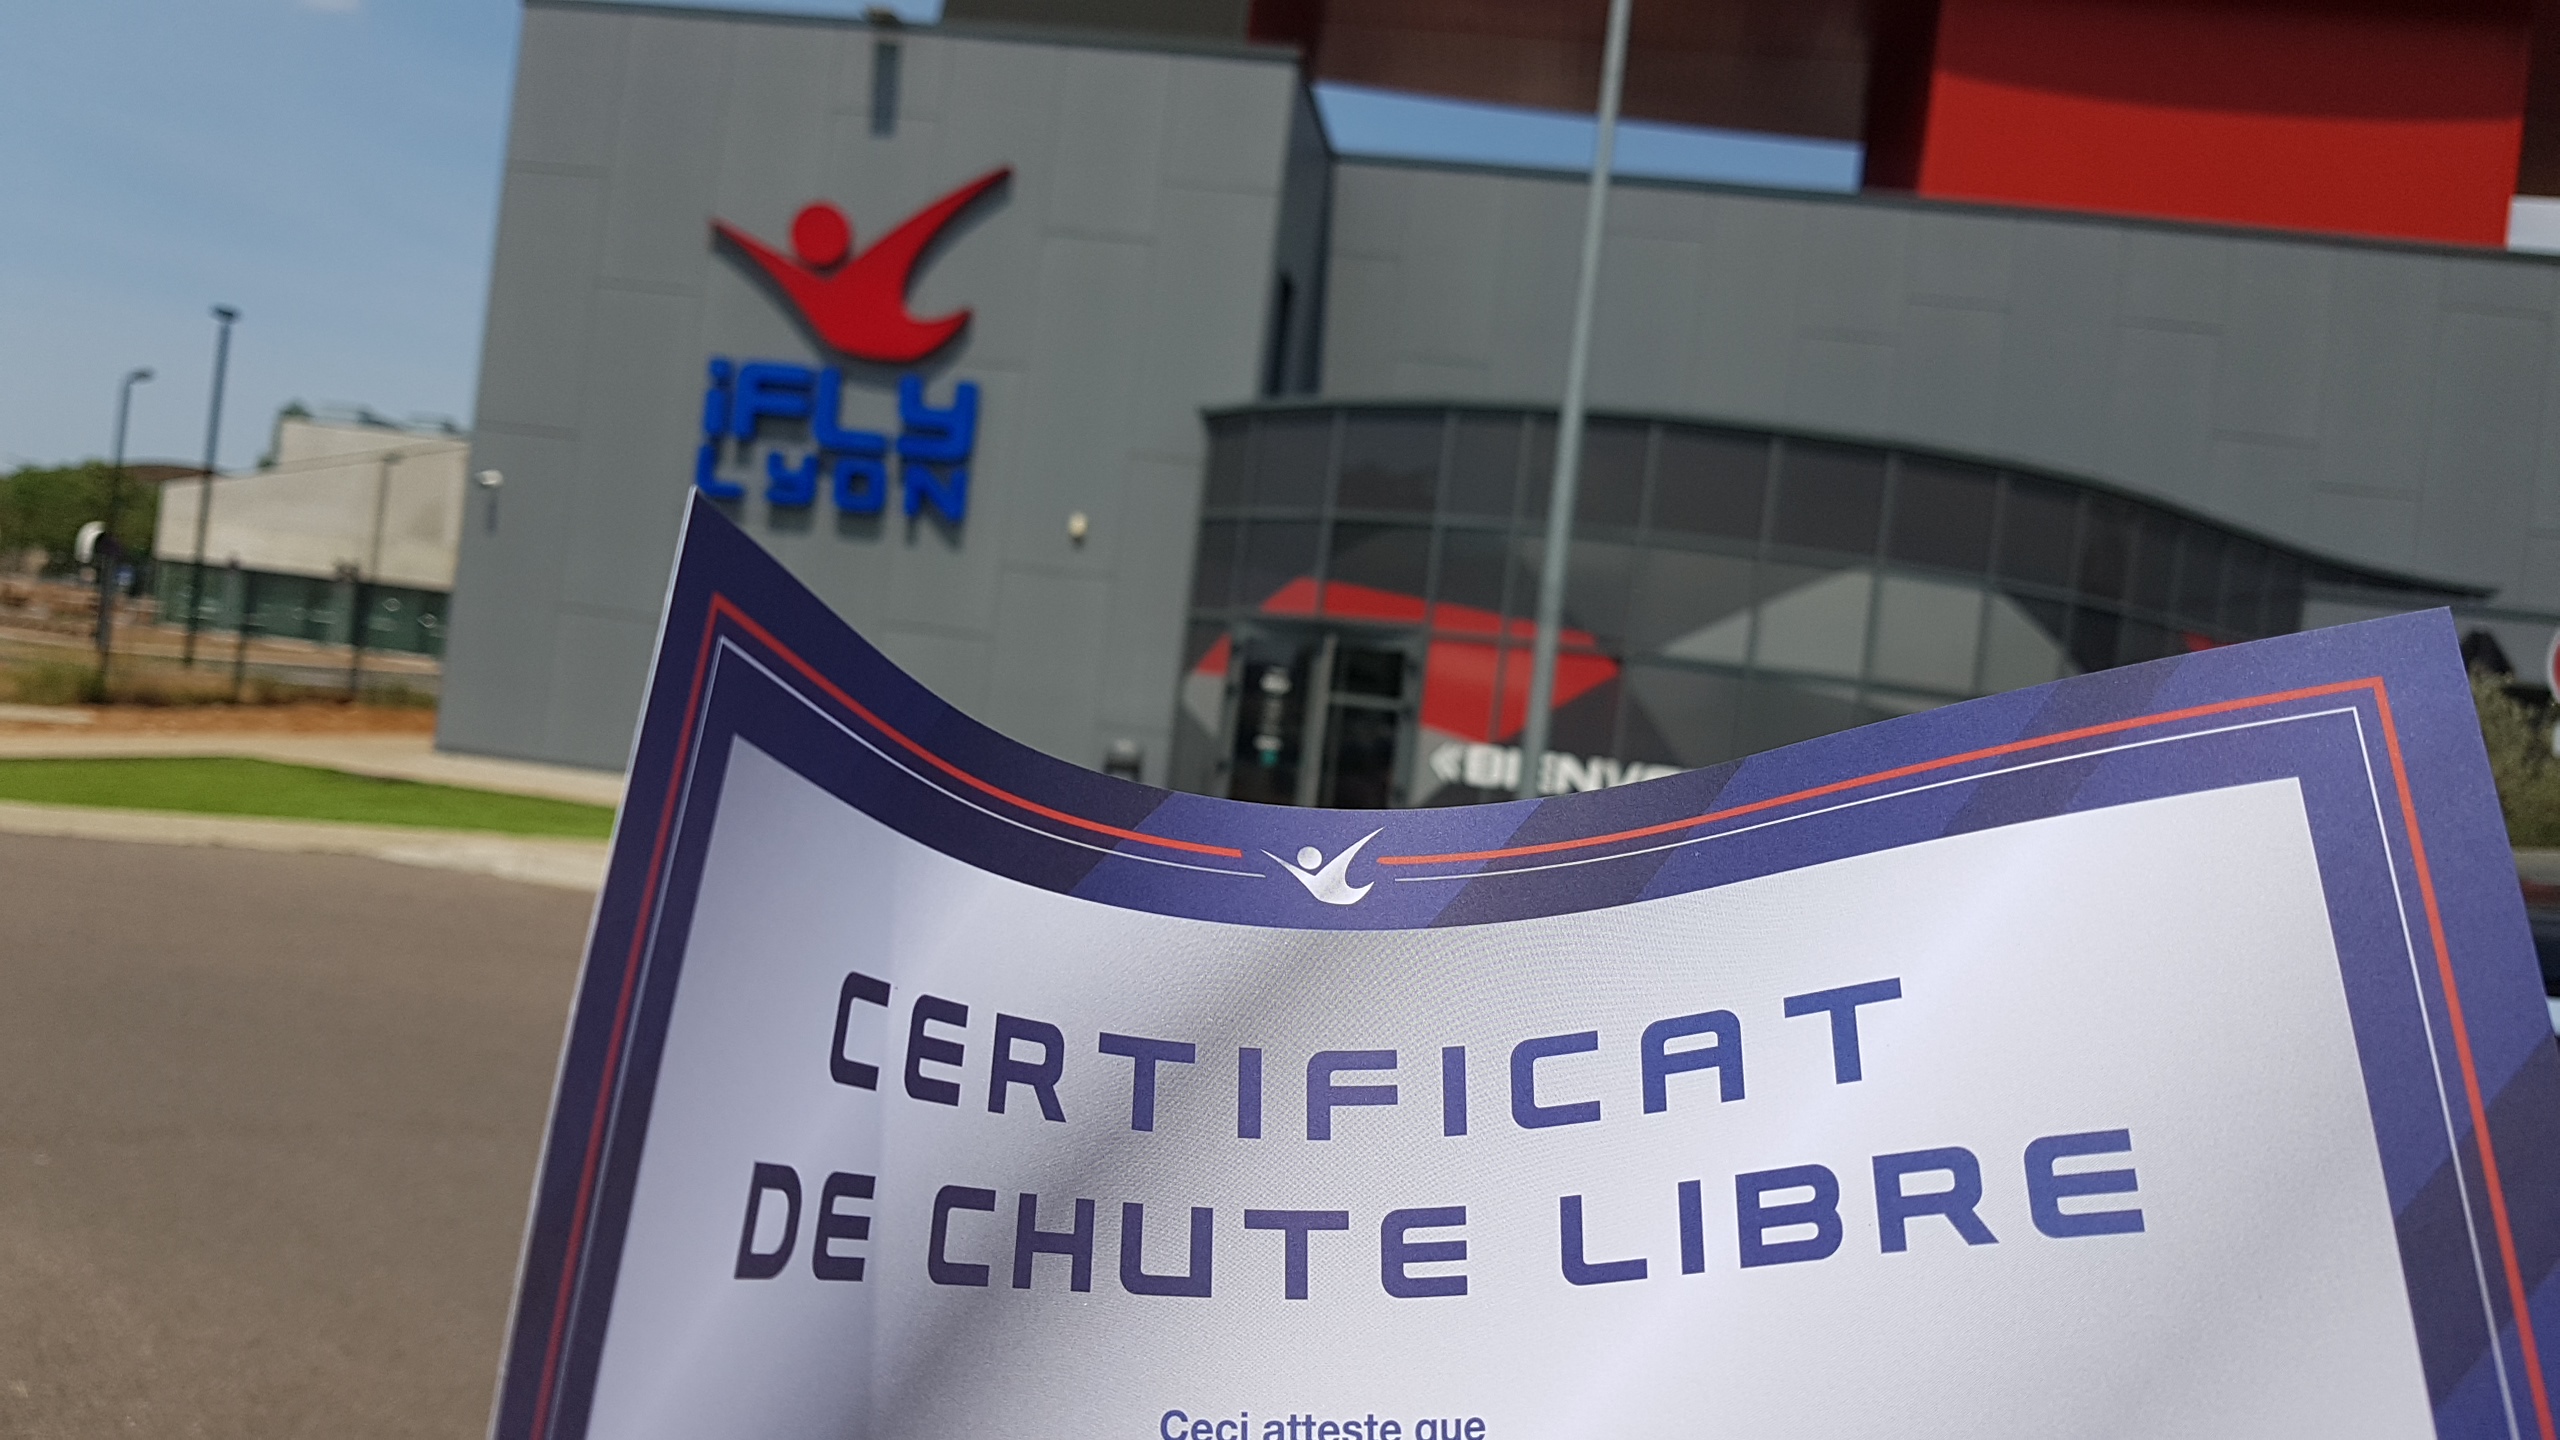 iFLY
LYON
CERTIFICAT
DE CHUTE LIBRE
Ceci atteste que